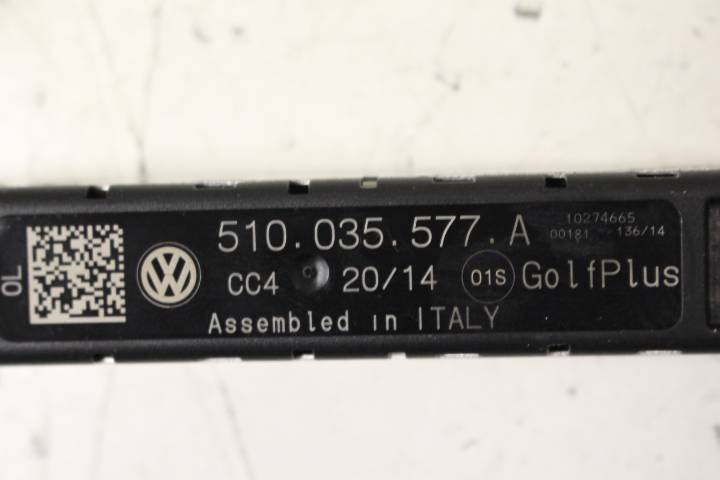 OL
510.035.577.A
10274665
00181 136/14
CC4 20/14 01S GolfPlus
Assembled in ITALY